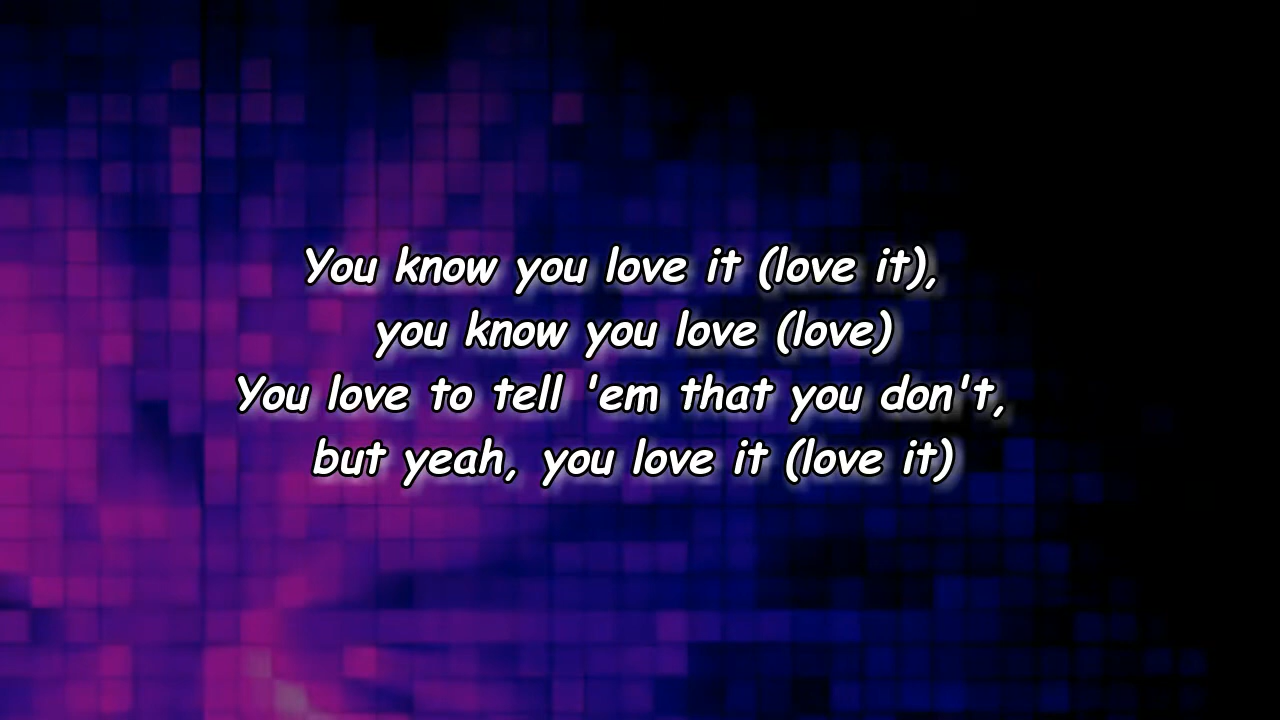 You know you love it (love it),
you know you love (love)
You love to tell 'em that you don't,
but yeah, you love it (love it)